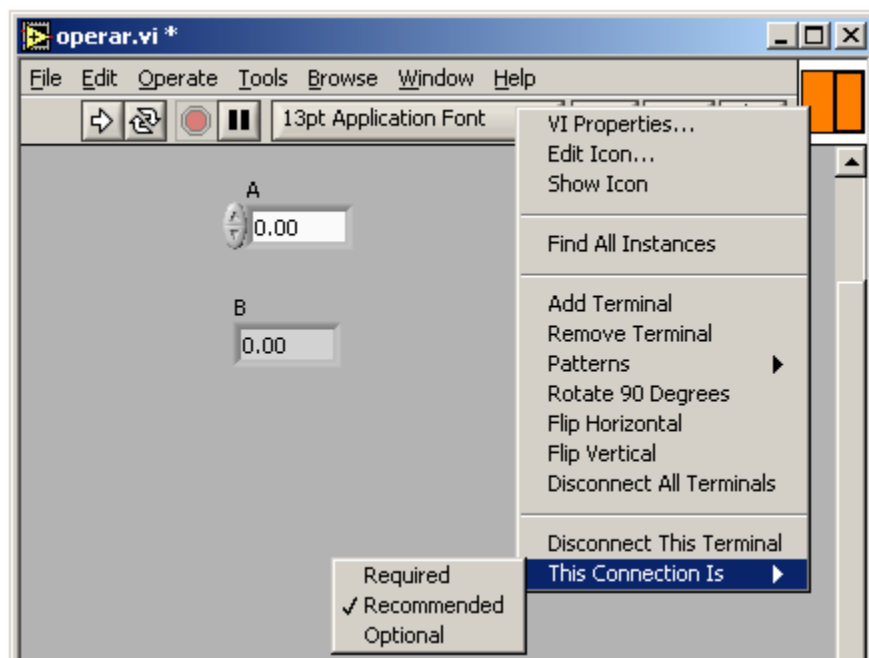 operar.vi *
File Edit Operate Tools Browse Window Help
13pt Application Font
A
0.00
B
0.00
VI Properties...
Edit Icon...
Show Icon
Find All Instances
Add Terminal
Remove Terminal
Patterns
Rotate 90 Degrees
Flip Horizontal
Flip Vertical
Disconnect All Terminals
Disconnect This Terminal
This Connection Is
Required
Recommended
Optional